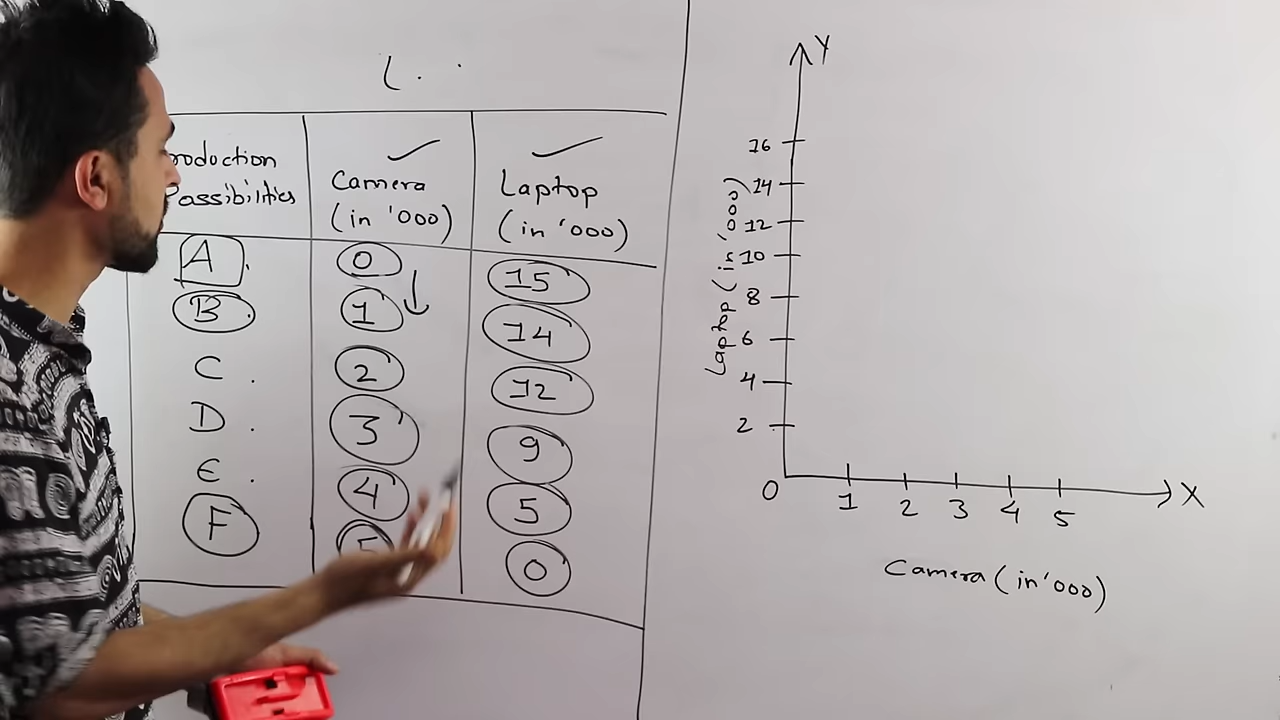 roduction Camera Laptop
Passibilities (in '000) (in '000)
A 0 15
B 1 14
C 2 12
D 3 9
E 4 5
F 5 0
Y
16
14
12
10
8
6
4
2
Laptop (in '000)
0 1 2 3 4 5 X
Camera (in '000)